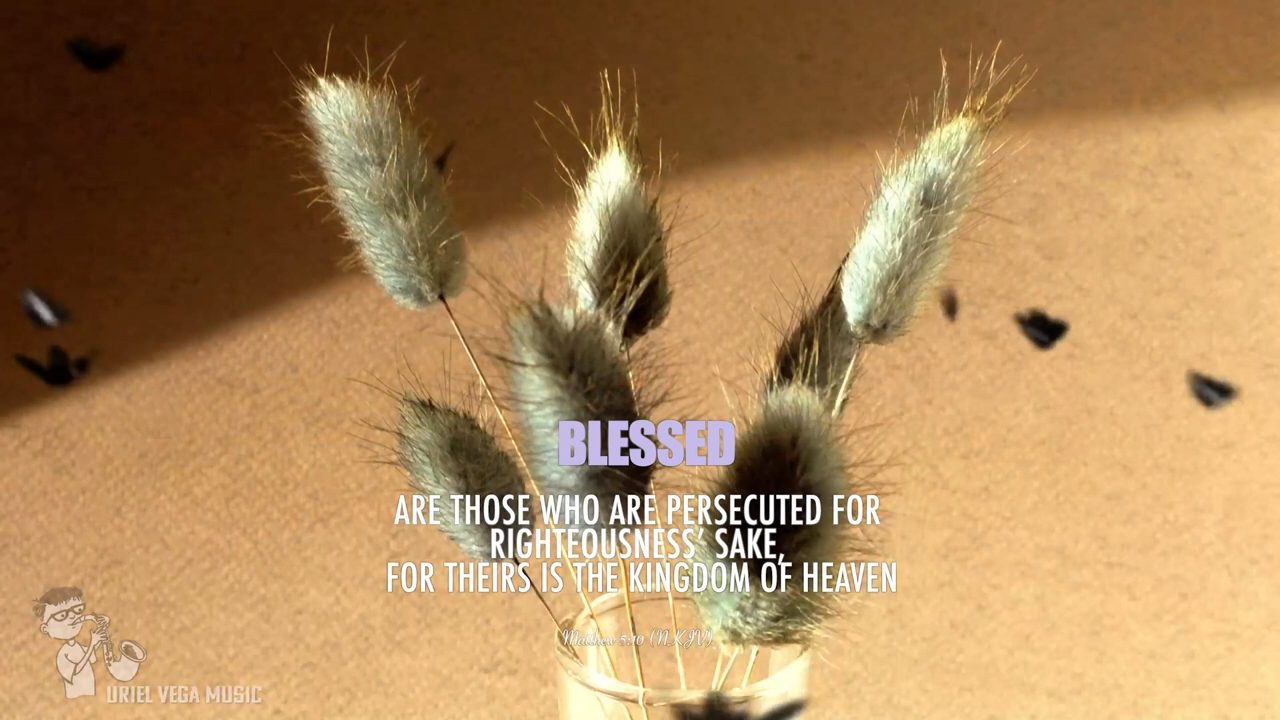 BLESSED
ARE THOSE WHO ARE PERSECUTED FOR
RIGHTEOUSNESS' SAKE,
FOR THEIRS IS THE KINGDOM OF HEAVEN
Matthew 5:10 (NKJV)
URIEL VEGA MUSIC